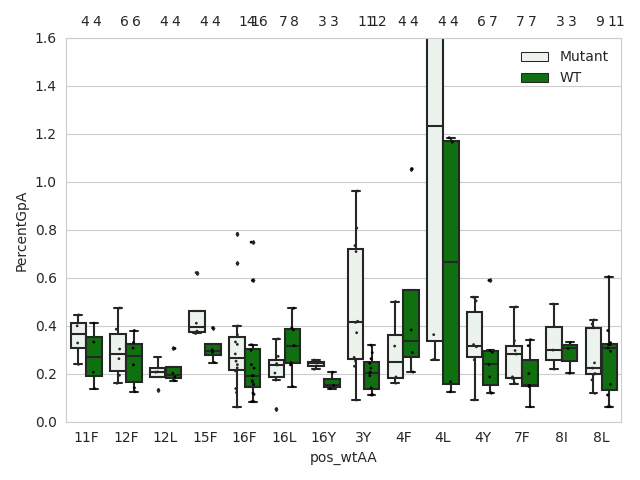 4 4 6 6 4 4 4 4 14 16 7 8 3 3 11 12 4 4 4 4 6 7 7 7 3 3 9 11
1.6
Mutant
WT
1.4
1.2
1.0
0.8
0.6
0.4
0.2
0.0
PercentGpA
11F 12F 12L 15F 16F 16L 16Y 3Y 4F 4L 4Y 7F 8I 8L
pos_wtAA